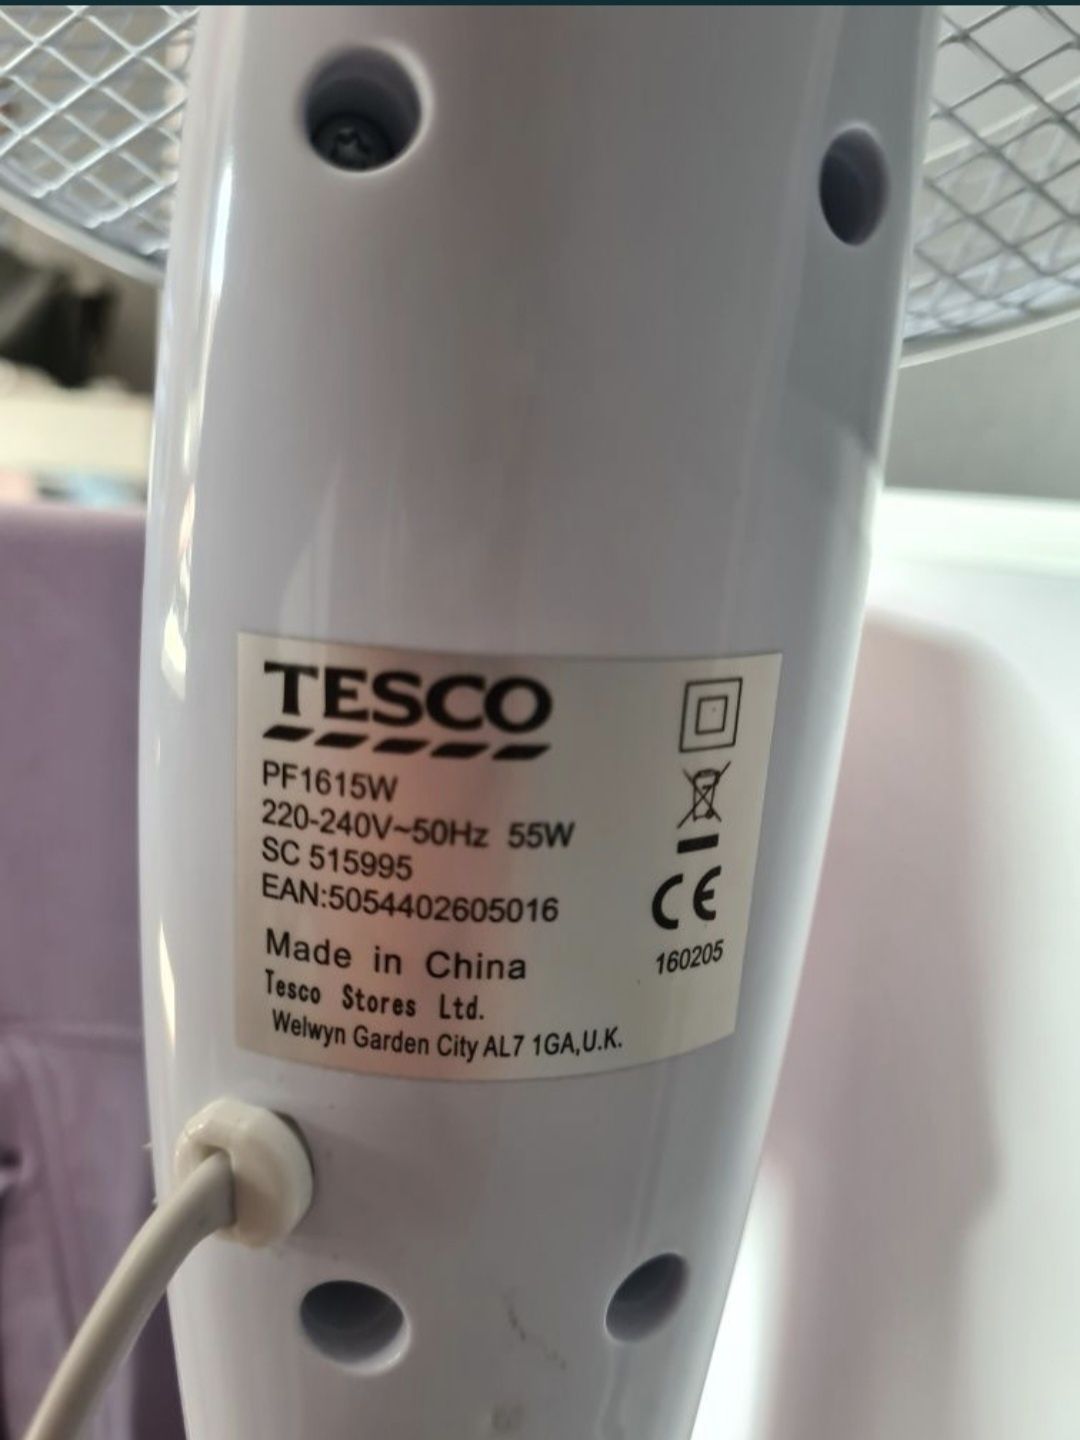 TESCO
PF1615W
220-240V~50Hz 55W
SC 515995
EAN:5054402605016
CE
160205
Made in China
Tesco Stores Ltd.
Welwyn Garden City AL7 1GA,U.K.